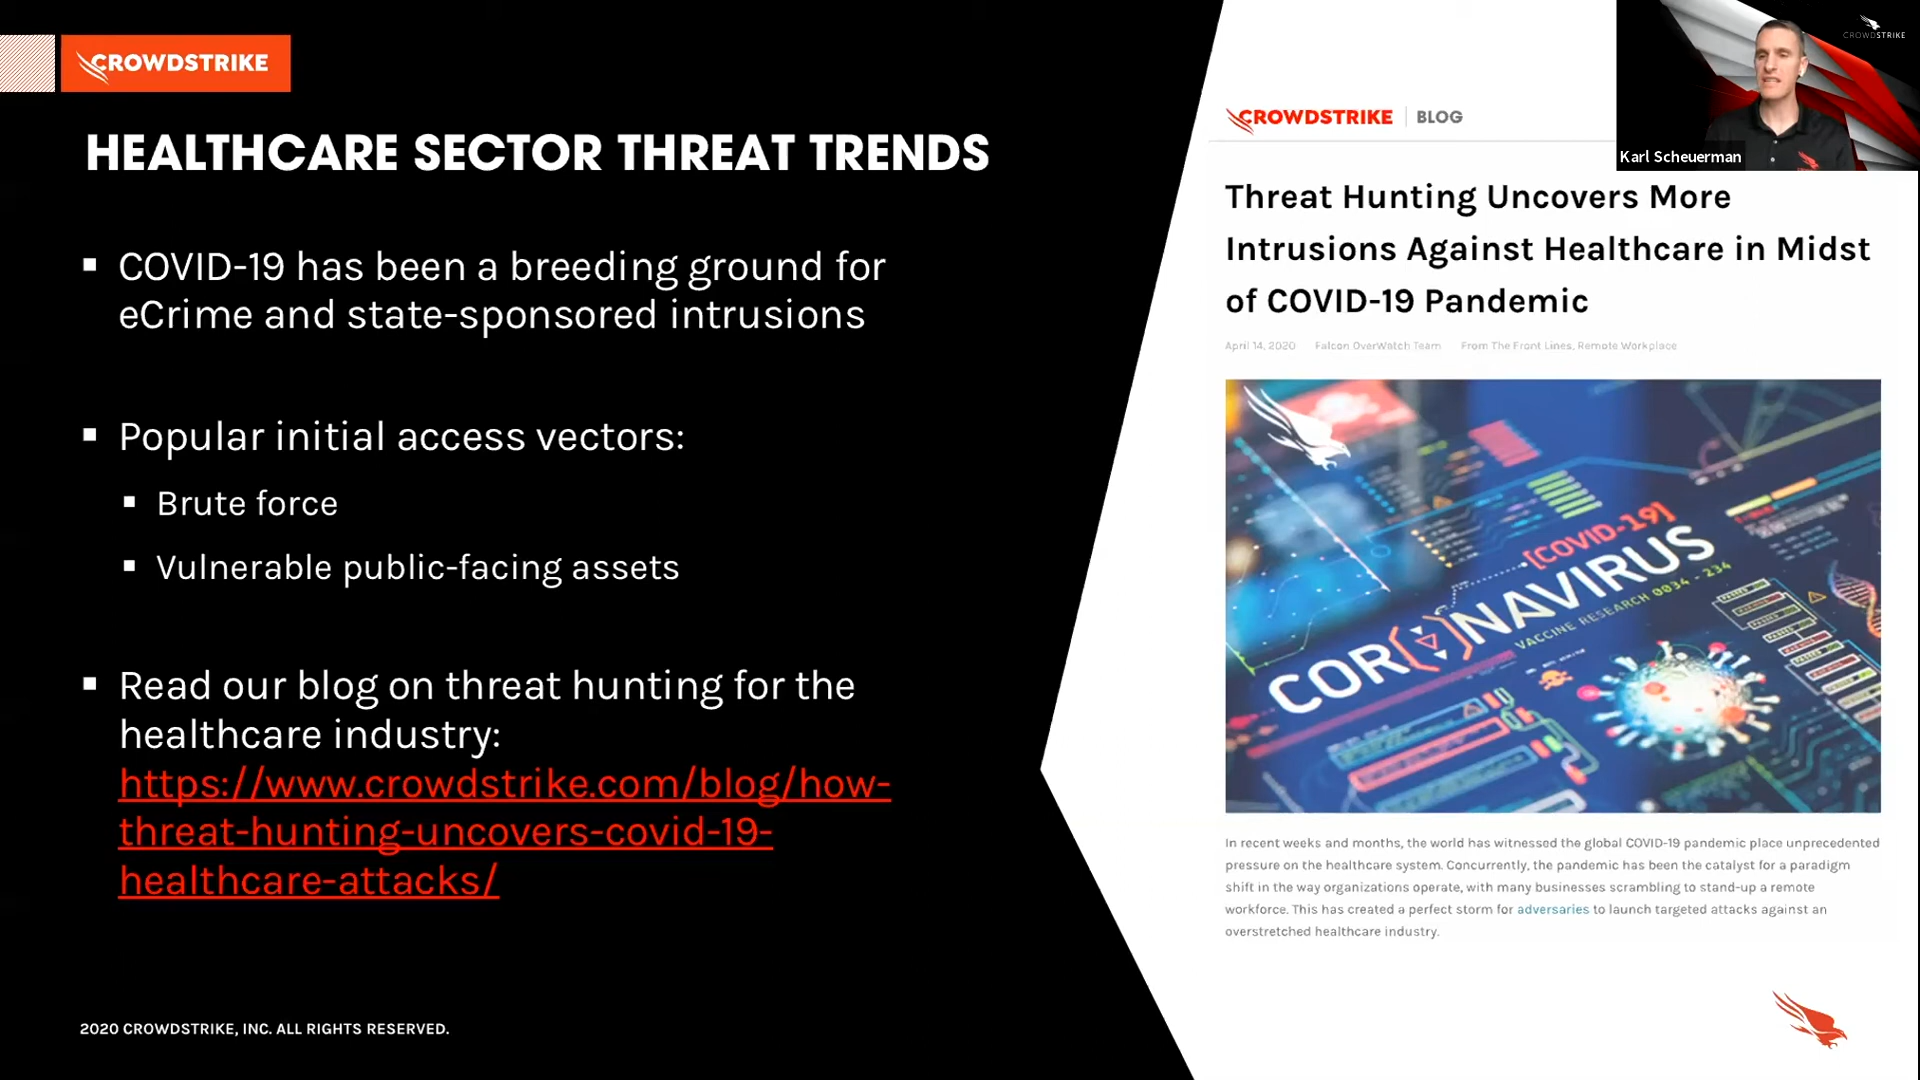 CROWDSTRIKE
HEALTHCARE SECTOR THREAT TRENDS
▪ COVID-19 has been a breeding ground for
eCrime and state-sponsored intrusions
▪ Popular initial access vectors:
▪ Brute force
▪ Vulnerable public-facing assets
▪ Read our blog on threat hunting for the
healthcare industry:
https://www.crowdstrike.com/blog/how-
threat-hunting-uncovers-covid-19-
healthcare-attacks/
2020 CROWDSTRIKE, INC. ALL RIGHTS RESERVED.
CROWDSTRIKE | BLOG
CROWDSTRIKE
Karl Scheuerman
Threat Hunting Uncovers More
Intrusions Against Healthcare in Midst
of COVID-19 Pandemic
April 14, 2020 Falcon OverWatch Team From The Front Lines, Remote Workplace
[COVID-19]
CORONAVIRUS
VACCINE RESEARCH 0034 - 234
In recent weeks and months, the world has witnessed the global COVID-19 pandemic place unprecedented
pressure on the healthcare system. Concurrently, the pandemic has been the catalyst for a paradigm
shift in the way organizations operate, with many businesses scrambling to stand-up a remote
workforce. This has created a perfect storm for adversaries to launch targeted attacks against an
overstretched healthcare industry.